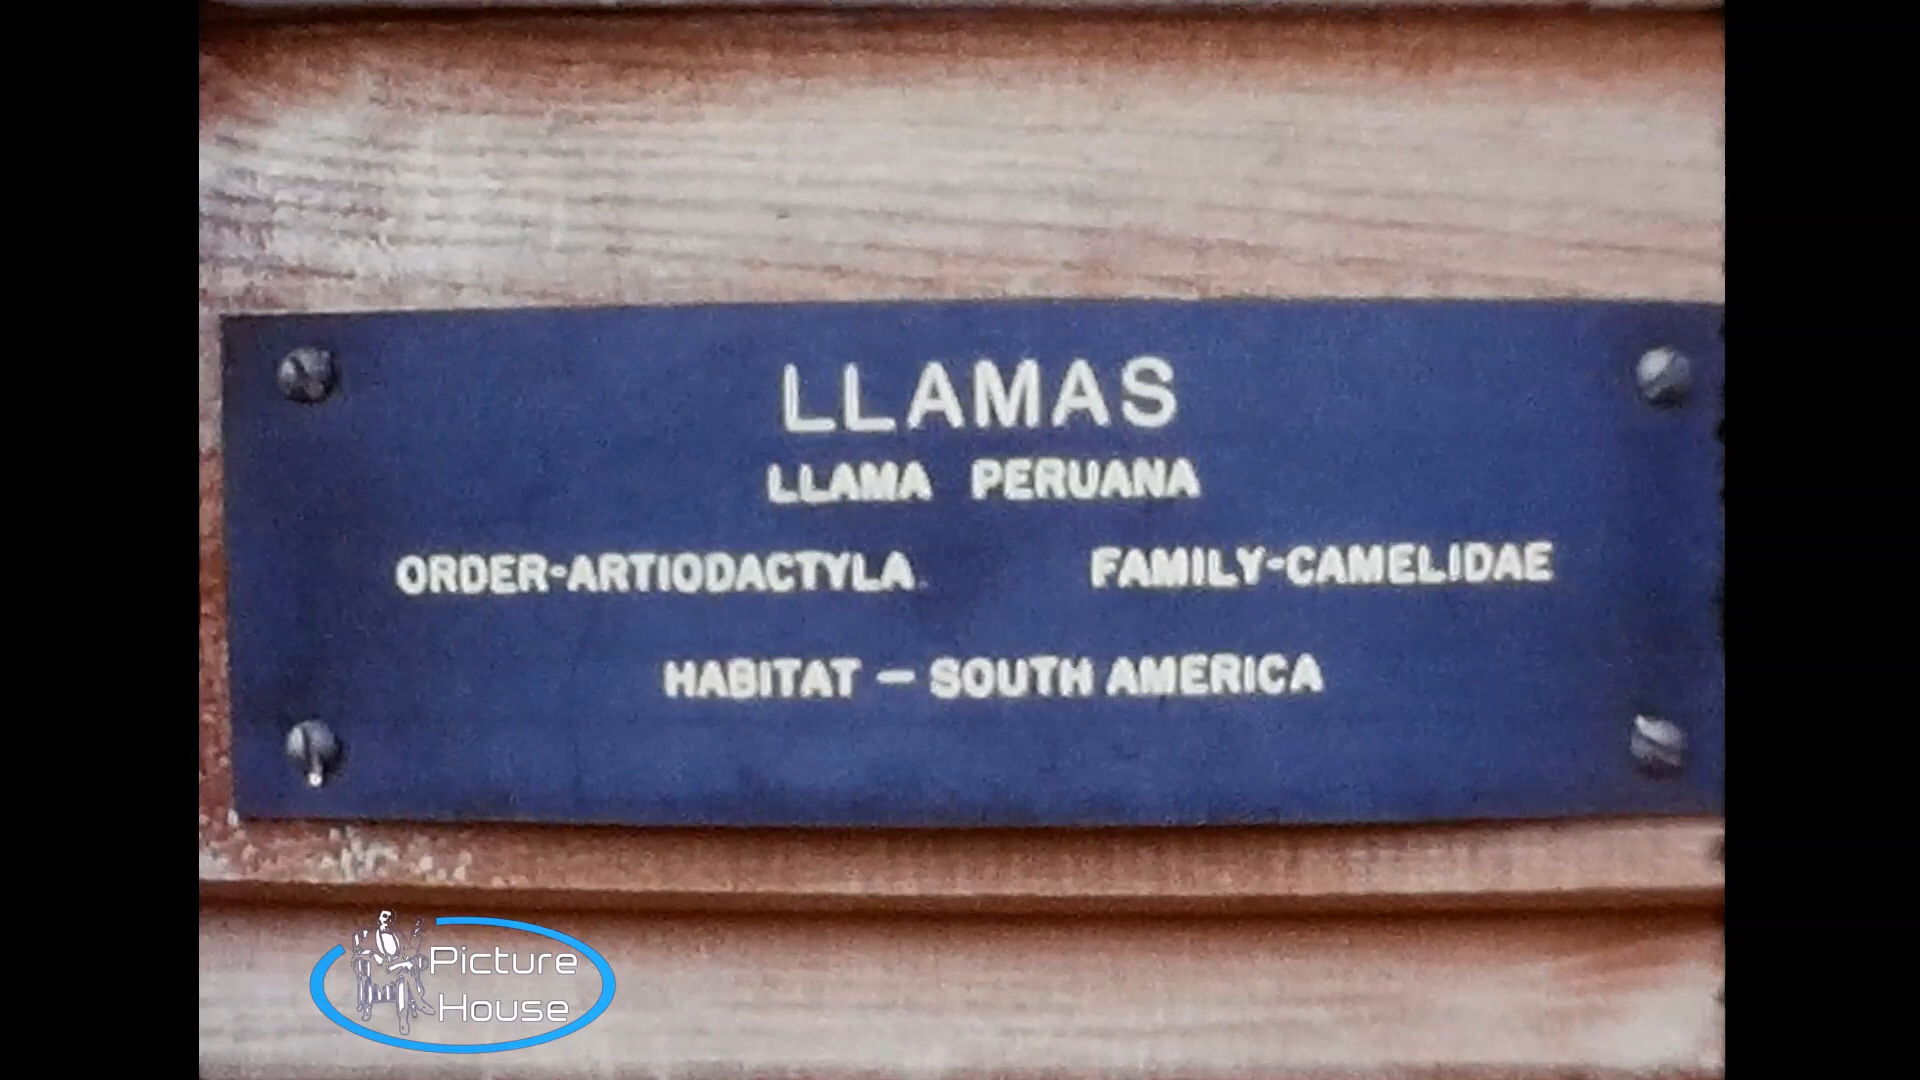 LLAMAS
LLAMA PERUANA
ORDER-ARTIODACTYLA FAMILY-CAMELIDAE
HABITAT — SOUTH AMERICA
Picture
House